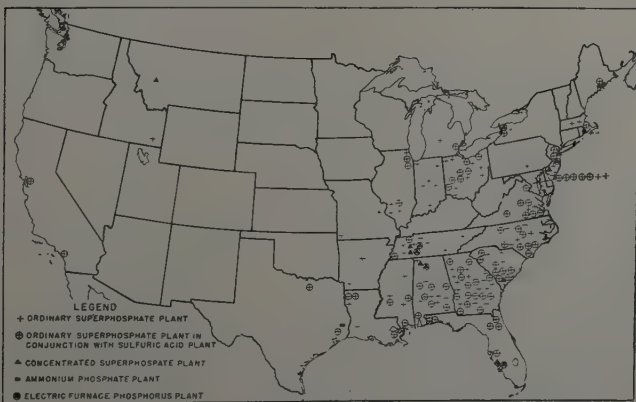 LEGEND
+ ORDINARY SUPERPHOSPHATE PLANT
⊕ ORDINARY SUPERPHOSPHATE PLANT IN
CONJUNCTION WITH SULFURIC ACID PLANT
▲ CONCENTRATED SUPERPHOSPATE PLANT
AMMONIUM PHOSPHATE PLANT
ELECTRIC FURNACE PHOSPHORUS PLANT